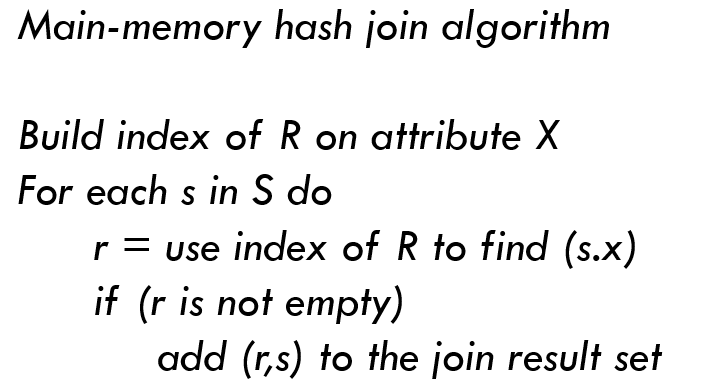 Main-memory hash join algorithm
Build index of R on attribute X
For each s in S do
r = use index of R to find (s.x)
if (r is not empty)
add (r,s) to the join result set